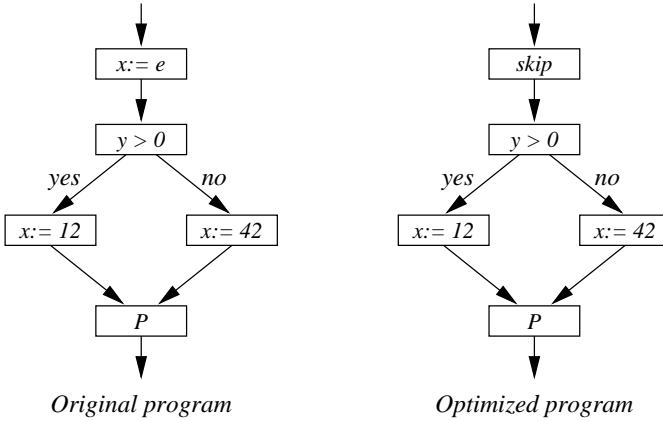 x:= e
skip
y > 0
y > 0
yes
no
yes
no
x:= 12
x:= 42
x:= 12
x:= 42
P
P
Original program
Optimized program